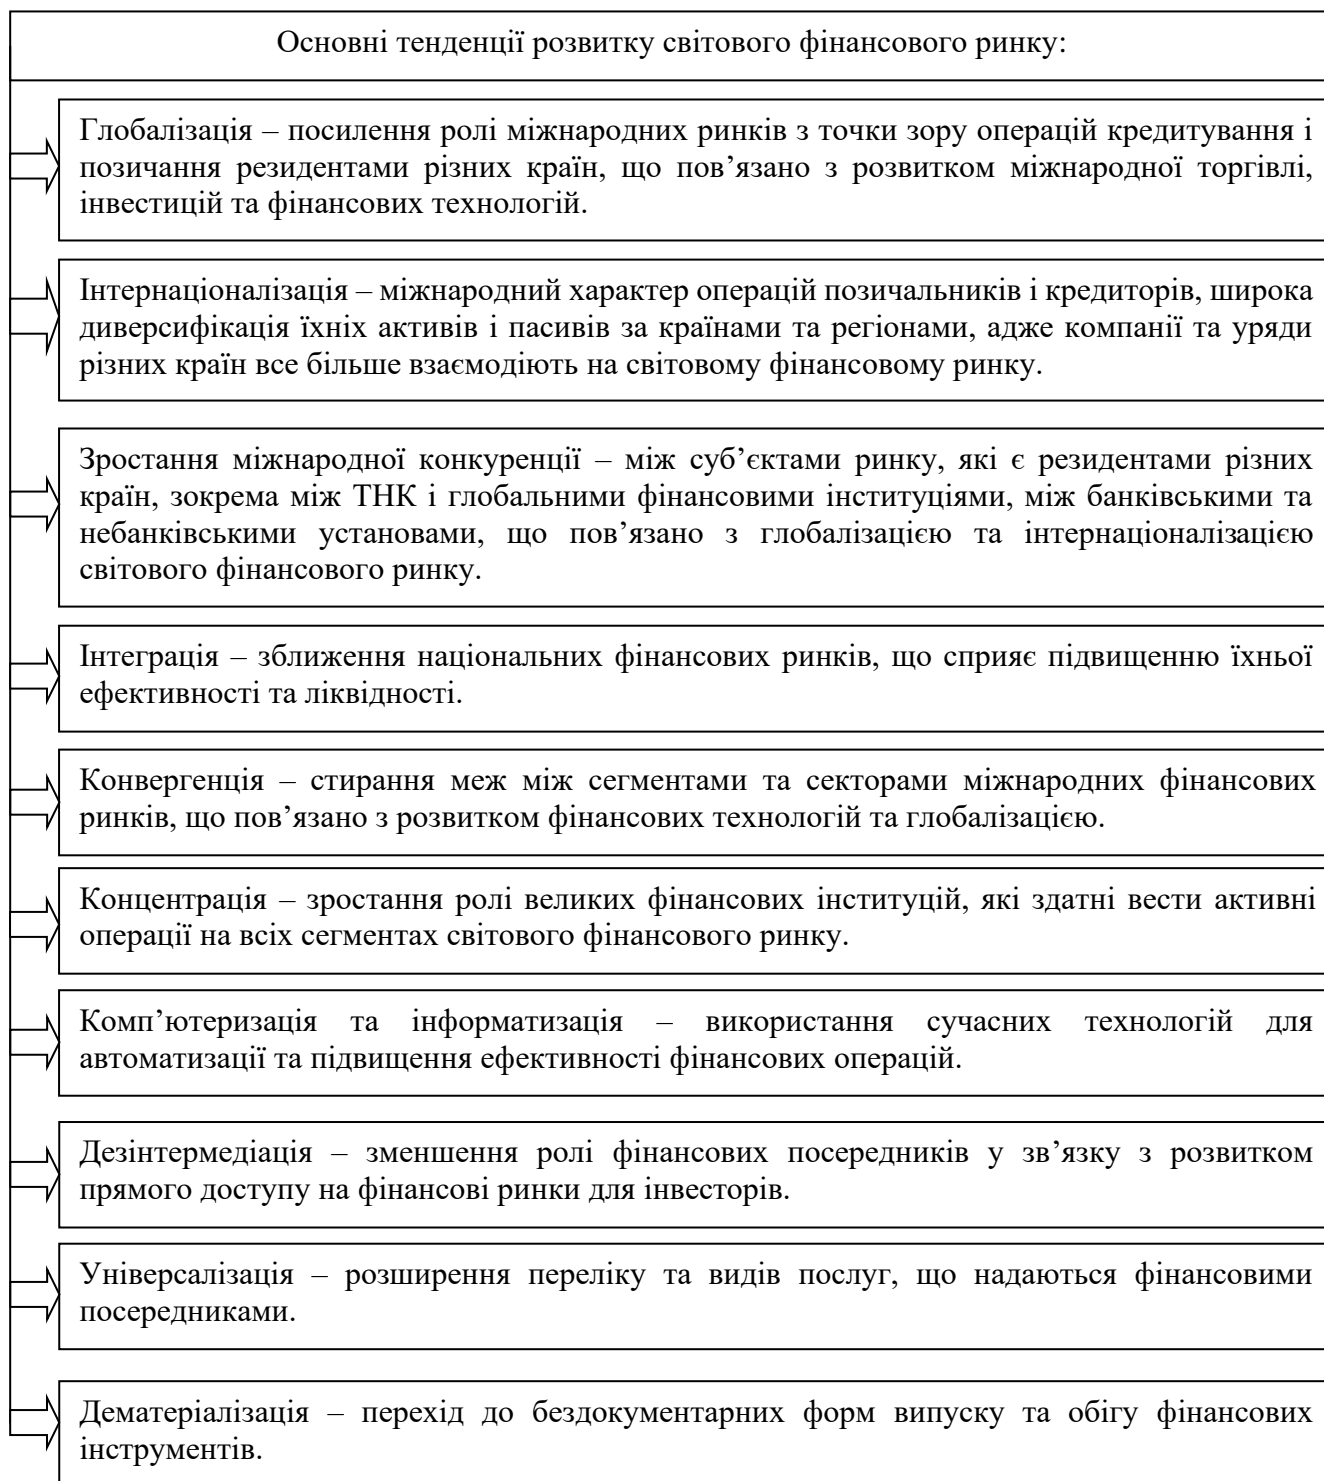 Основні тенденції розвитку світового фінансового ринку:
Глобалізація – посилення ролі міжнародних ринків з точки зору операцій кредитування і
позичання резидентами різних країн, що пов’язано з розвитком міжнародної торгівлі,
інвестицій та фінансових технологій.
Інтернаціоналізація – міжнародний характер операцій позичальників і кредиторів, широка
диверсифікація їхніх активів і пасивів за країнами та регіонами, адже компанії та уряди
різних країн все більше взаємодіють на світовому фінансовому ринку.
Зростання міжнародної конкуренції – між суб’єктами ринку, які є резидентами різних
країн, зокрема між ТНК і глобальними фінансовими інституціями, між банківськими та
небанківськими установами, що пов’язано з глобалізацією та інтернаціоналізацією
світового фінансового ринку.
Інтеграція – зближення національних фінансових ринків, що сприяє підвищенню їхньої
ефективності та ліквідності.
Конвергенція – стирання меж між сегментами та секторами міжнародних фінансових
ринків, що пов’язано з розвитком фінансових технологій та глобалізацією.
Концентрація – зростання ролі великих фінансових інституцій, які здатні вести активні
операції на всіх сегментах світового фінансового ринку.
Комп’ютеризація та інформатизація – використання сучасних технологій для
автоматизації та підвищення ефективності фінансових операцій.
Дезінтермедіація – зменшення ролі фінансових посередників у зв’язку з розвитком
прямого доступу на фінансові ринки для інвесторів.
Універсалізація – розширення переліку та видів послуг, що надаються фінансовими
посередниками.
Дематеріалізація – перехід до бездокументарних форм випуску та обігу фінансових
інструментів.